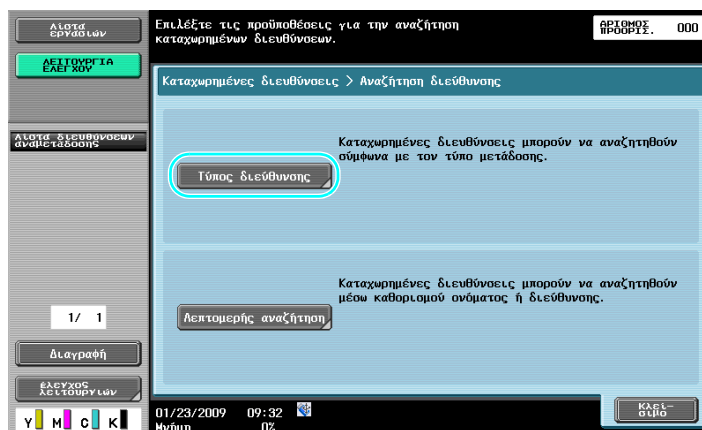 Λίστα
εργασιών
ΛΕΙΤΟΥΡΓΙΑ
ΕΛΕΓΧΟΥ
Λίστα διευθύνσεων
αναμετάδοσης
1/ 1
Διαγραφή
έλεγχος
λειτουργιών
Y M C K
Επιλέξτε τις προϋποθέσεις για την αναζήτηση
καταχωρημένων διευθύνσεων.
ΑΡΙΘΜΟΣ
ΠΡΟΟΡΙΣ. 000
Καταχωρημένες διευθύνσεις > Αναζήτηση διεύθυνσης
Τύπος διεύθυνσης
Καταχωρημένες διευθύνσεις μπορούν να αναζητηθούν
σύμφωνα με τον τύπο μετάδοσης.
Λεπτομερής αναζήτηση
Καταχωρημένες διευθύνσεις μπορούν να αναζητηθούν
μέσω καθορισμού ονόματος ή διεύθυνσης.
01/23/2009 09:32
Μνήμη 0%
Κλεί-
σιμο